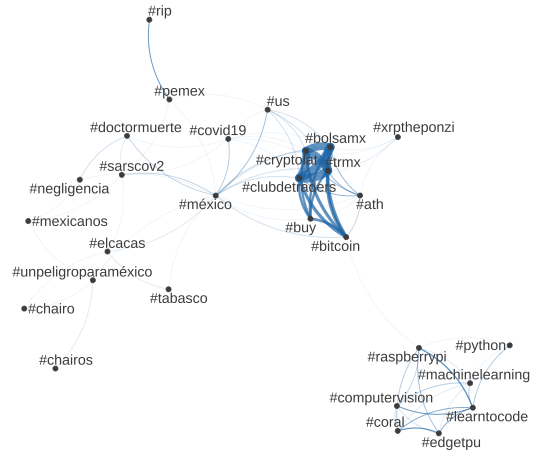 #rip
#pemex
#us
#doctormuerte
#covid19
#bolsamx
#xrptheponzi
#cryptolat
#trmx
#sarscov2
#negligencia
#clubdetraders
#méxico
#ath
#mexicanos
#buy
#elcacas
#bitcoin
#unpeligroparaméxico
#tabasco
#chairo
#chairos
#python
#raspberrypi
#machinelearning
#computervision
#learntocode
#coral
#edgetpu